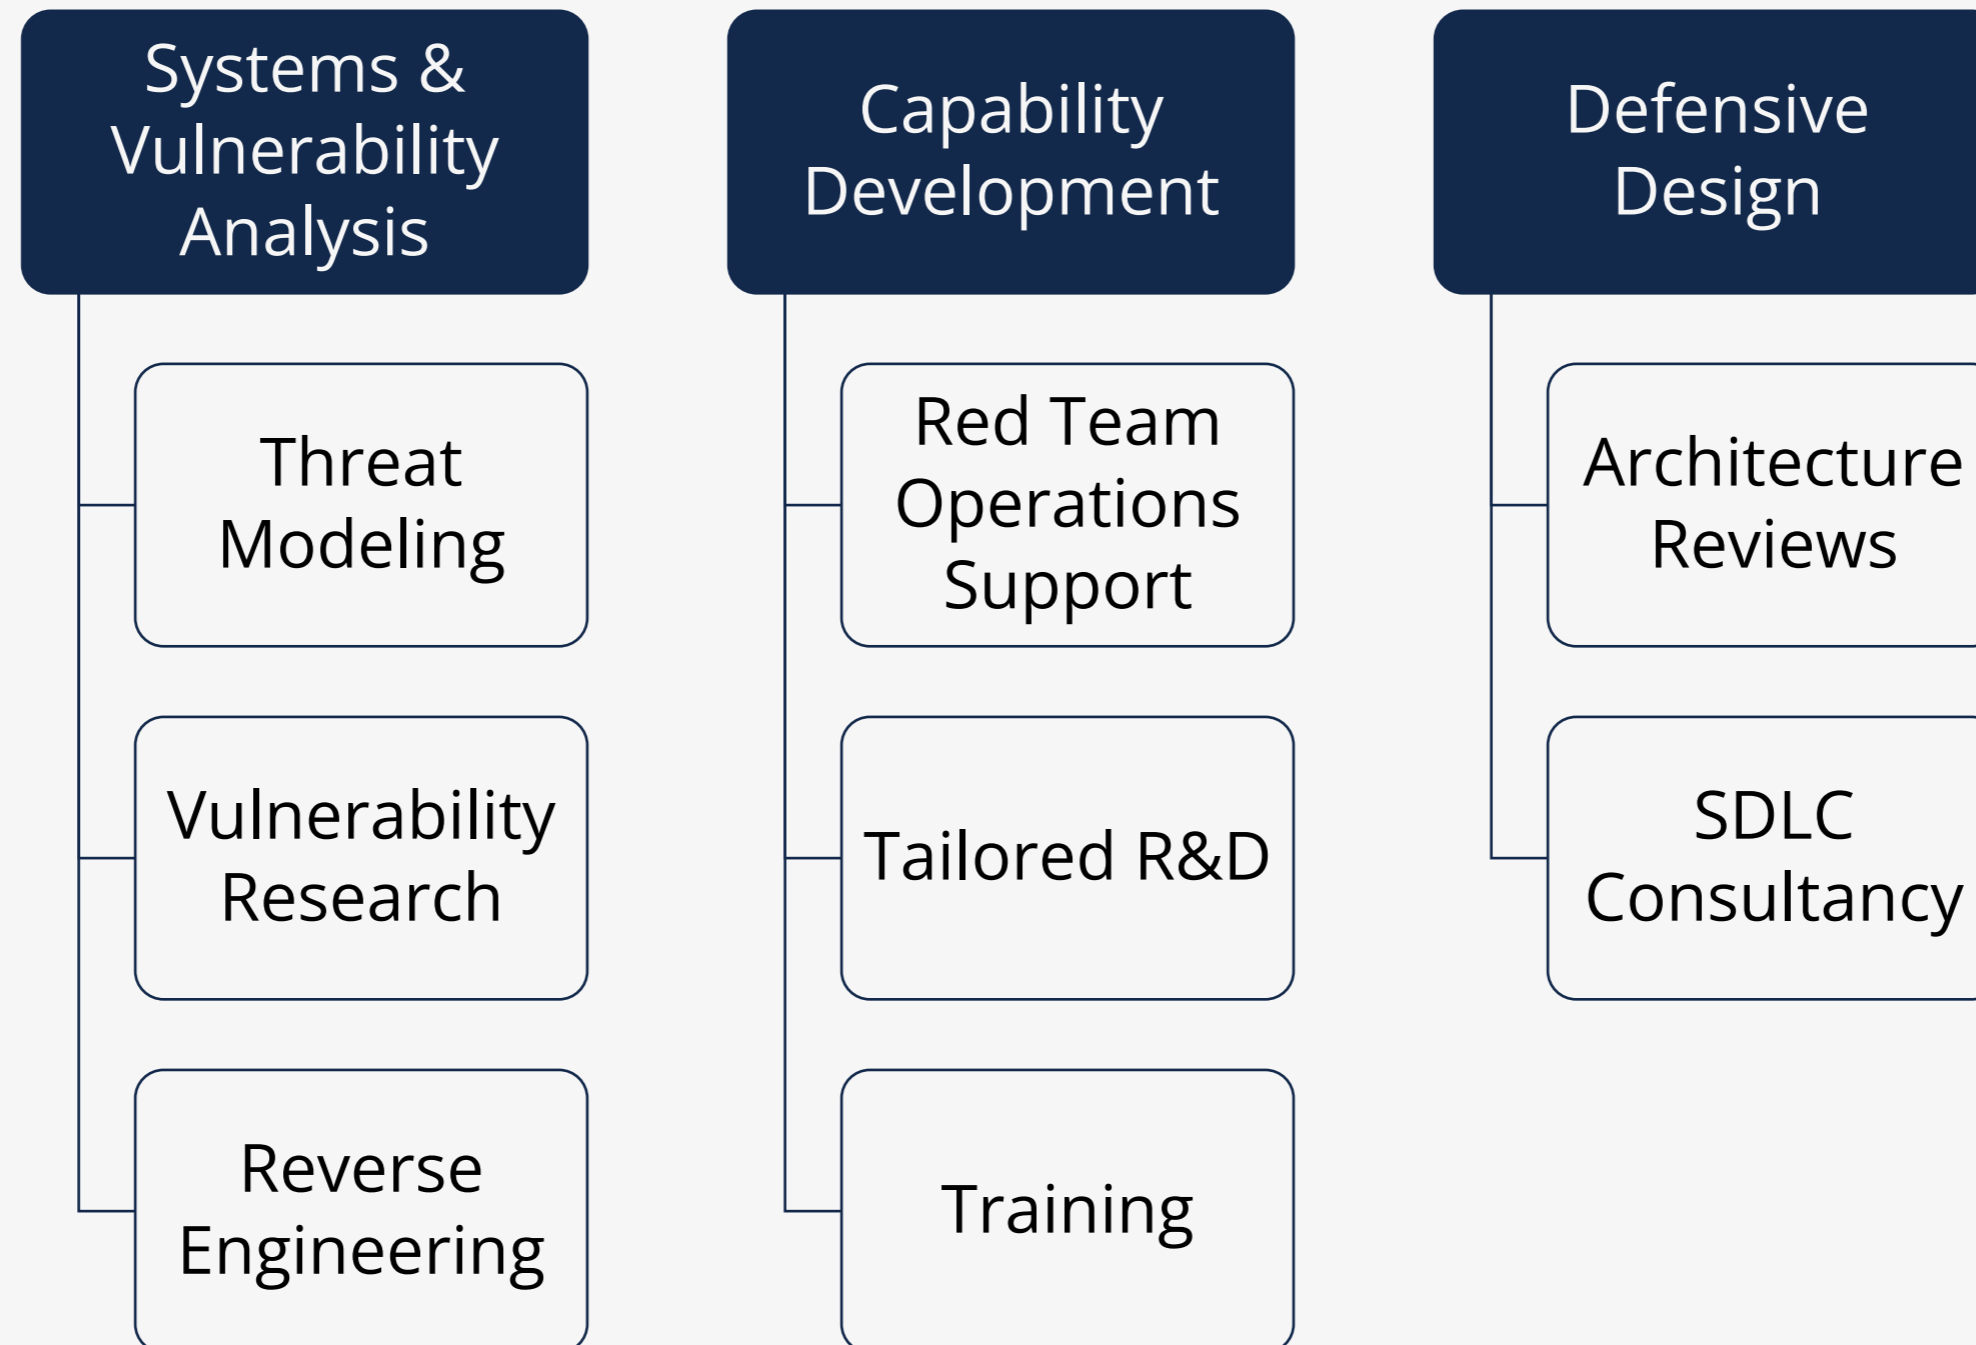 Systems &
Vulnerability
Analysis
Threat
Modeling
Vulnerability
Research
Reverse
Engineering
Capability
Development
Red Team
Operations
Support
Tailored R&D
Training
Defensive
Design
Architecture
Reviews
SDLC
Consultancy